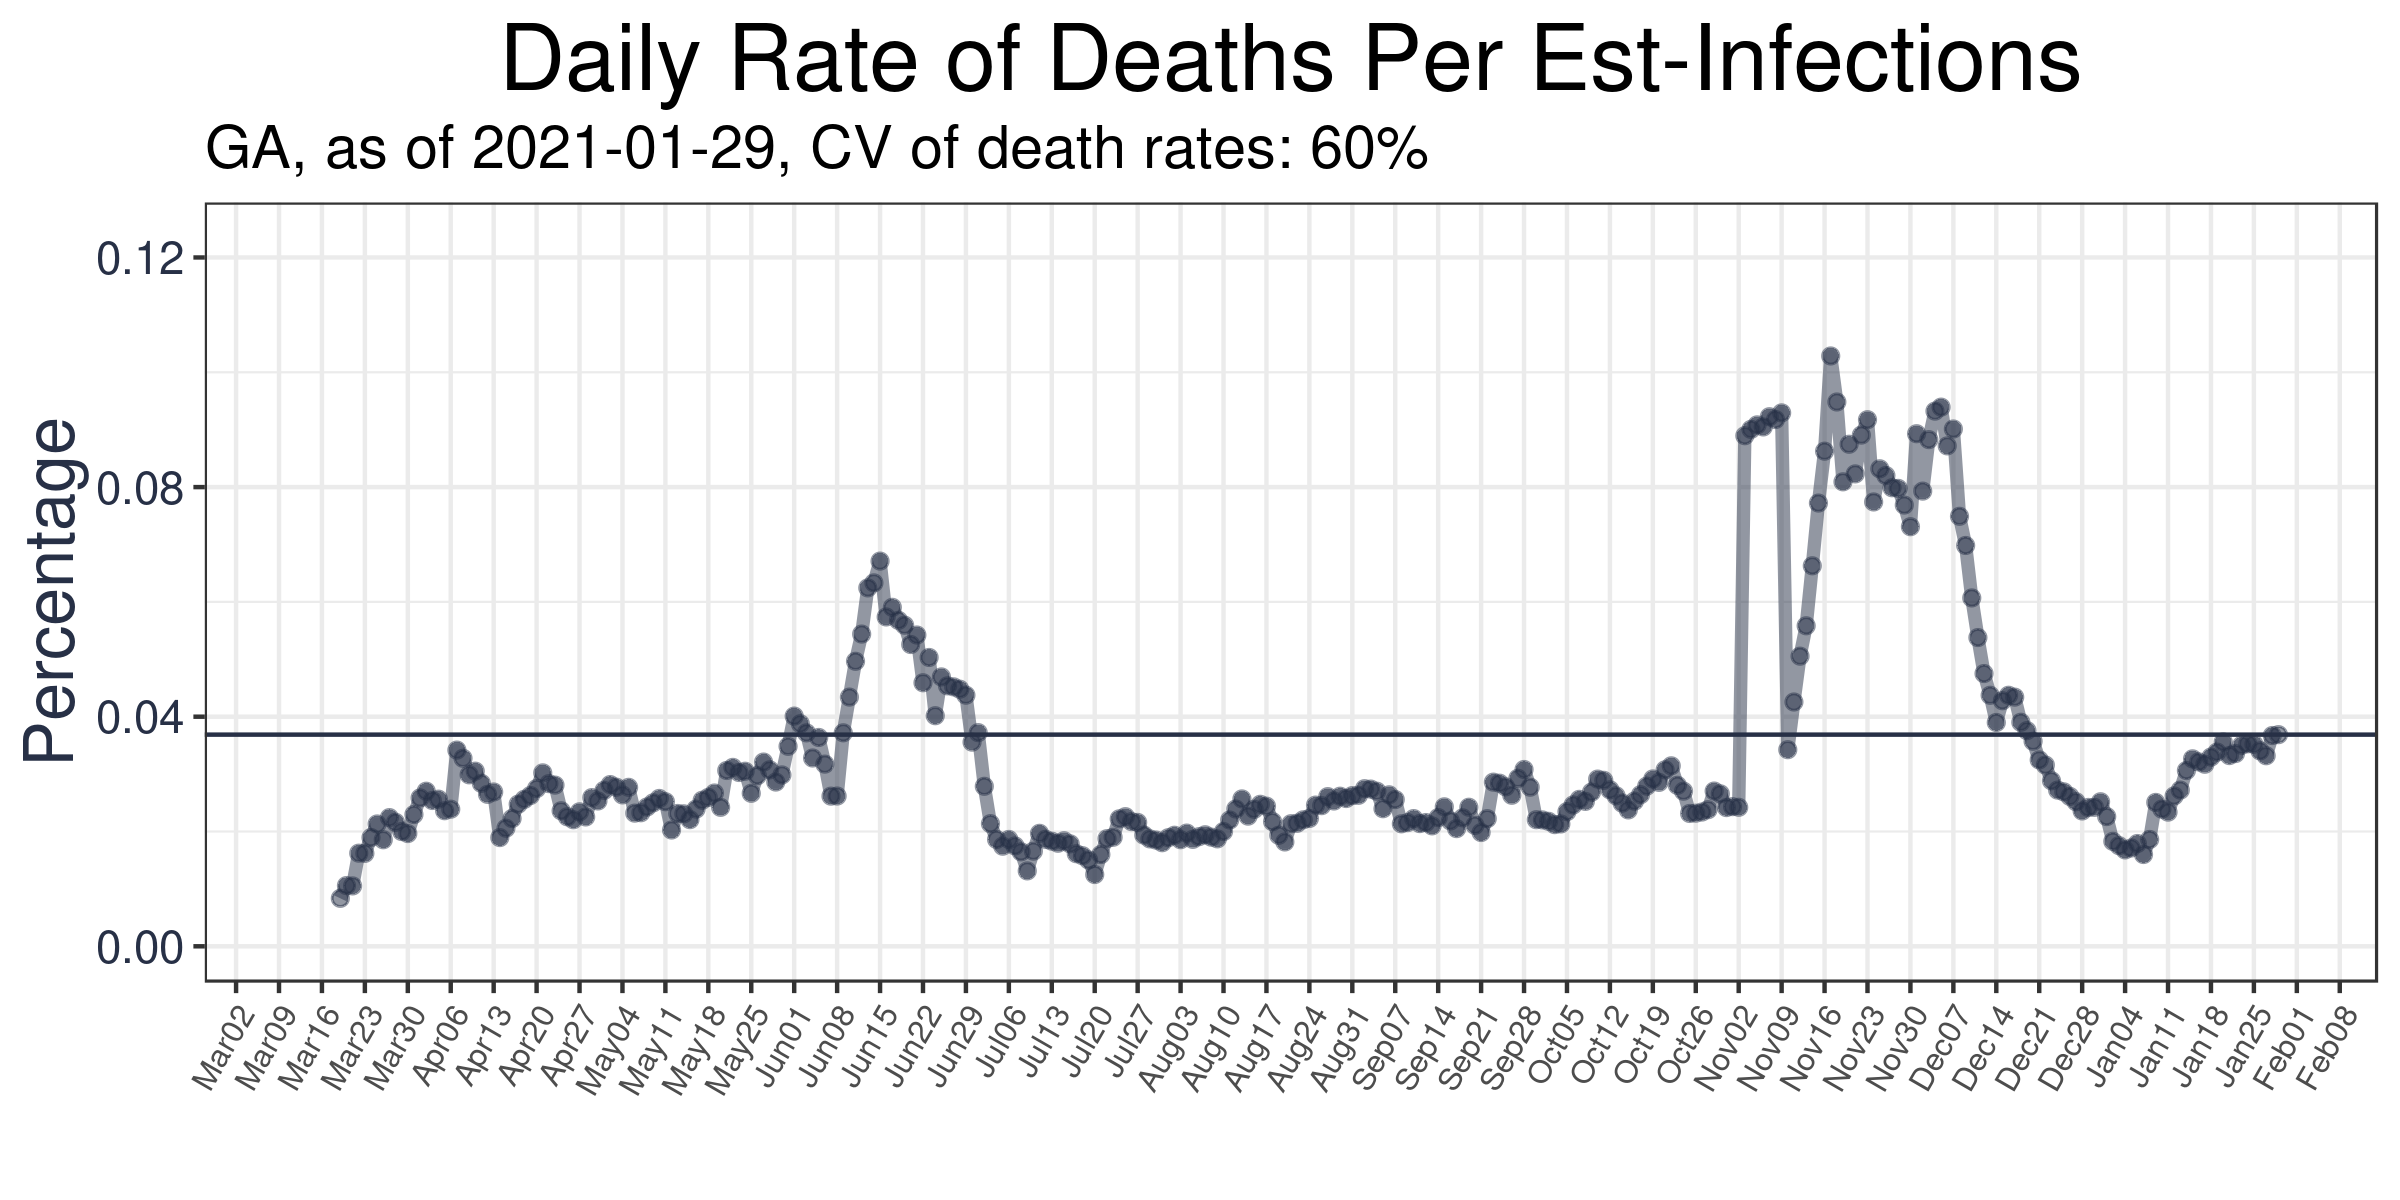 Daily Rate of Deaths Per Est-Infections
GA, as of 2021-01-29, CV of death rates: 60%
Percentage
0.12
0.08
0.04
0.00
Mar02
Mar09
Mar16
Mar23
Mar30
Apr06
Apr13
Apr20
Apr27
May04
May11
May18
May25
Jun01
Jun08
Jun15
Jun22
Jun29
Jul06
Jul13
Jul20
Jul27
Aug03
Aug10
Aug17
Aug24
Aug31
Sep07
Sep14
Sep21
Sep28
Oct05
Oct12
Oct19
Oct26
Nov02
Nov09
Nov16
Nov23
Nov30
Dec07
Dec14
Dec21
Dec28
Jan04
Jan11
Jan18
Jan25
Feb01
Feb08